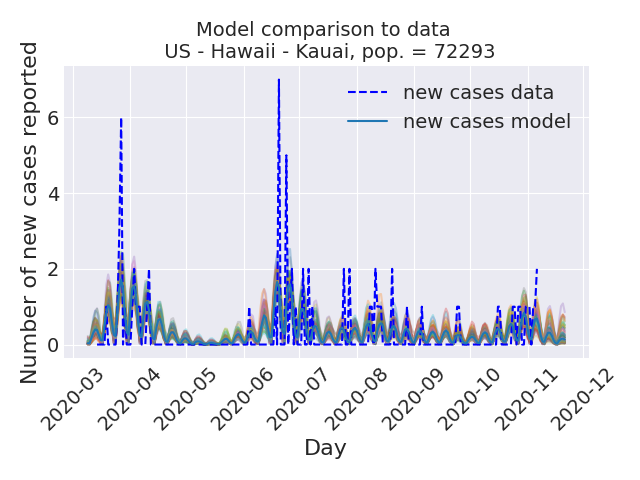 Model comparison to data
US - Hawaii - Kauai, pop. = 72293
Number of new cases reported
6
4
2
0
new cases data
new cases model
2020-03
2020-04
2020-05
2020-06
2020-07
2020-08
2020-09
2020-10
2020-11
2020-12
Day